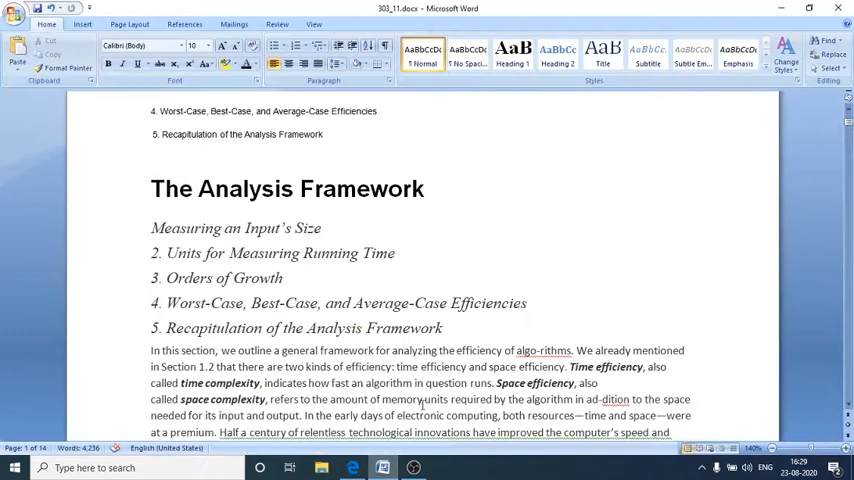 303_11.docx - Microsoft Word
Home Insert Page Layout References Mailings Review View
Cut
Copy
Format Painter
Paste
Clipboard
Calibri (Body) 10
Font
Paragraph
AaBbCcDc AaBbCcDc AaBbC AaBbCc AaBb AaBbCc. AaBbCcDc AaBbCcDc
¶ Normal ¶ No Spaci... Heading 1 Heading 2 Title Subtitle Subtle Em... Emphasis
Change Styles
Styles
Find
Replace
Select
Editing
4. Worst-Case, Best-Case, and Average-Case Efficiencies
5. Recapitulation of the Analysis Framework
The Analysis Framework
Measuring an Input's Size
2. Units for Measuring Running Time
3. Orders of Growth
4. Worst-Case, Best-Case, and Average-Case Efficiencies
5. Recapitulation of the Analysis Framework
In this section, we outline a general framework for analyzing the efficiency of algo-rithms. We already mentioned
in Section 1.2 that there are two kinds of efficiency: time efficiency and space efficiency. Time efficiency, also
called time complexity, indicates how fast an algorithm in question runs. Space efficiency, also
called space complexity, refers to the amount of memory units required by the algorithm in ad-dition to the space
needed for its input and output. In the early days of electronic computing, both resources—time and space—were
at a premium. Half a century of relentless technological innovations have improved the computer's speed and
Page: 1 of 14 Words: 4,236 English (United States) 140%
Type here to search
ENG
16:29
23-08-2020
2